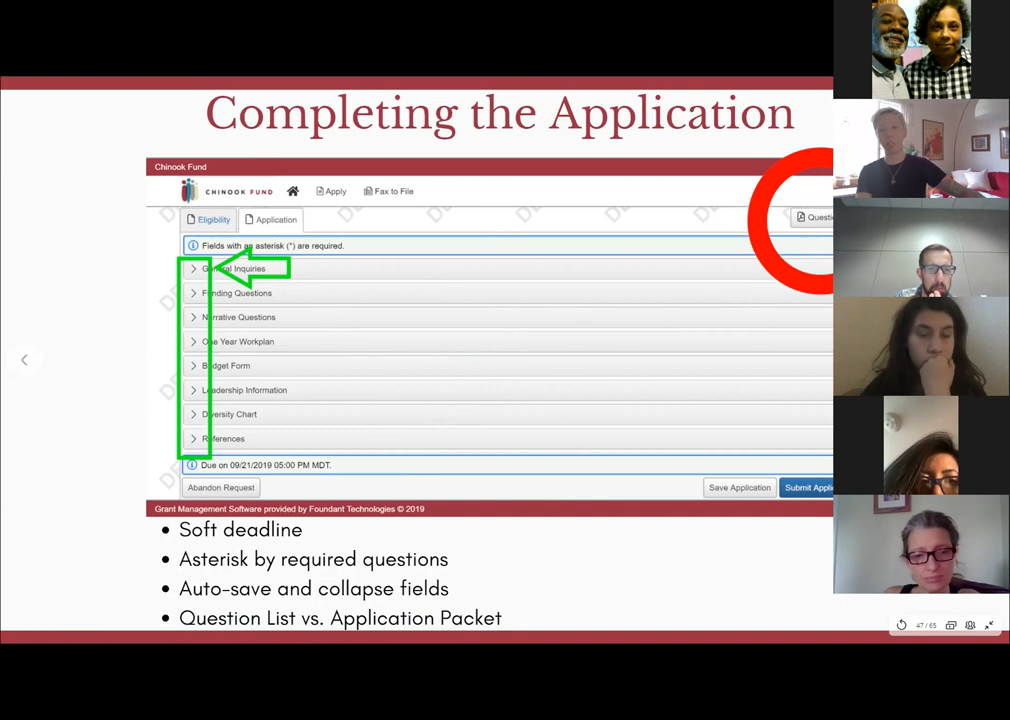 Completing the Application
Chinook Fund
CHINOOK FUND Apply Fax to File
Eligibility Application
Fields with an asterisk (*) are required.
General Inquiries
Funding Questions
Narrative Questions
One Year Workplan
Budget Form
Leadership Information
Diversity Chart
References
Due on 09/21/2019 05:00 PM MDT.
Abandon Request Save Application Submit
Grant Management Software provided by Foundant Technologies © 2019
• Soft deadline
• Asterisk by required questions
• Auto-save and collapse fields
• Question List vs. Application Packet
47 / 65